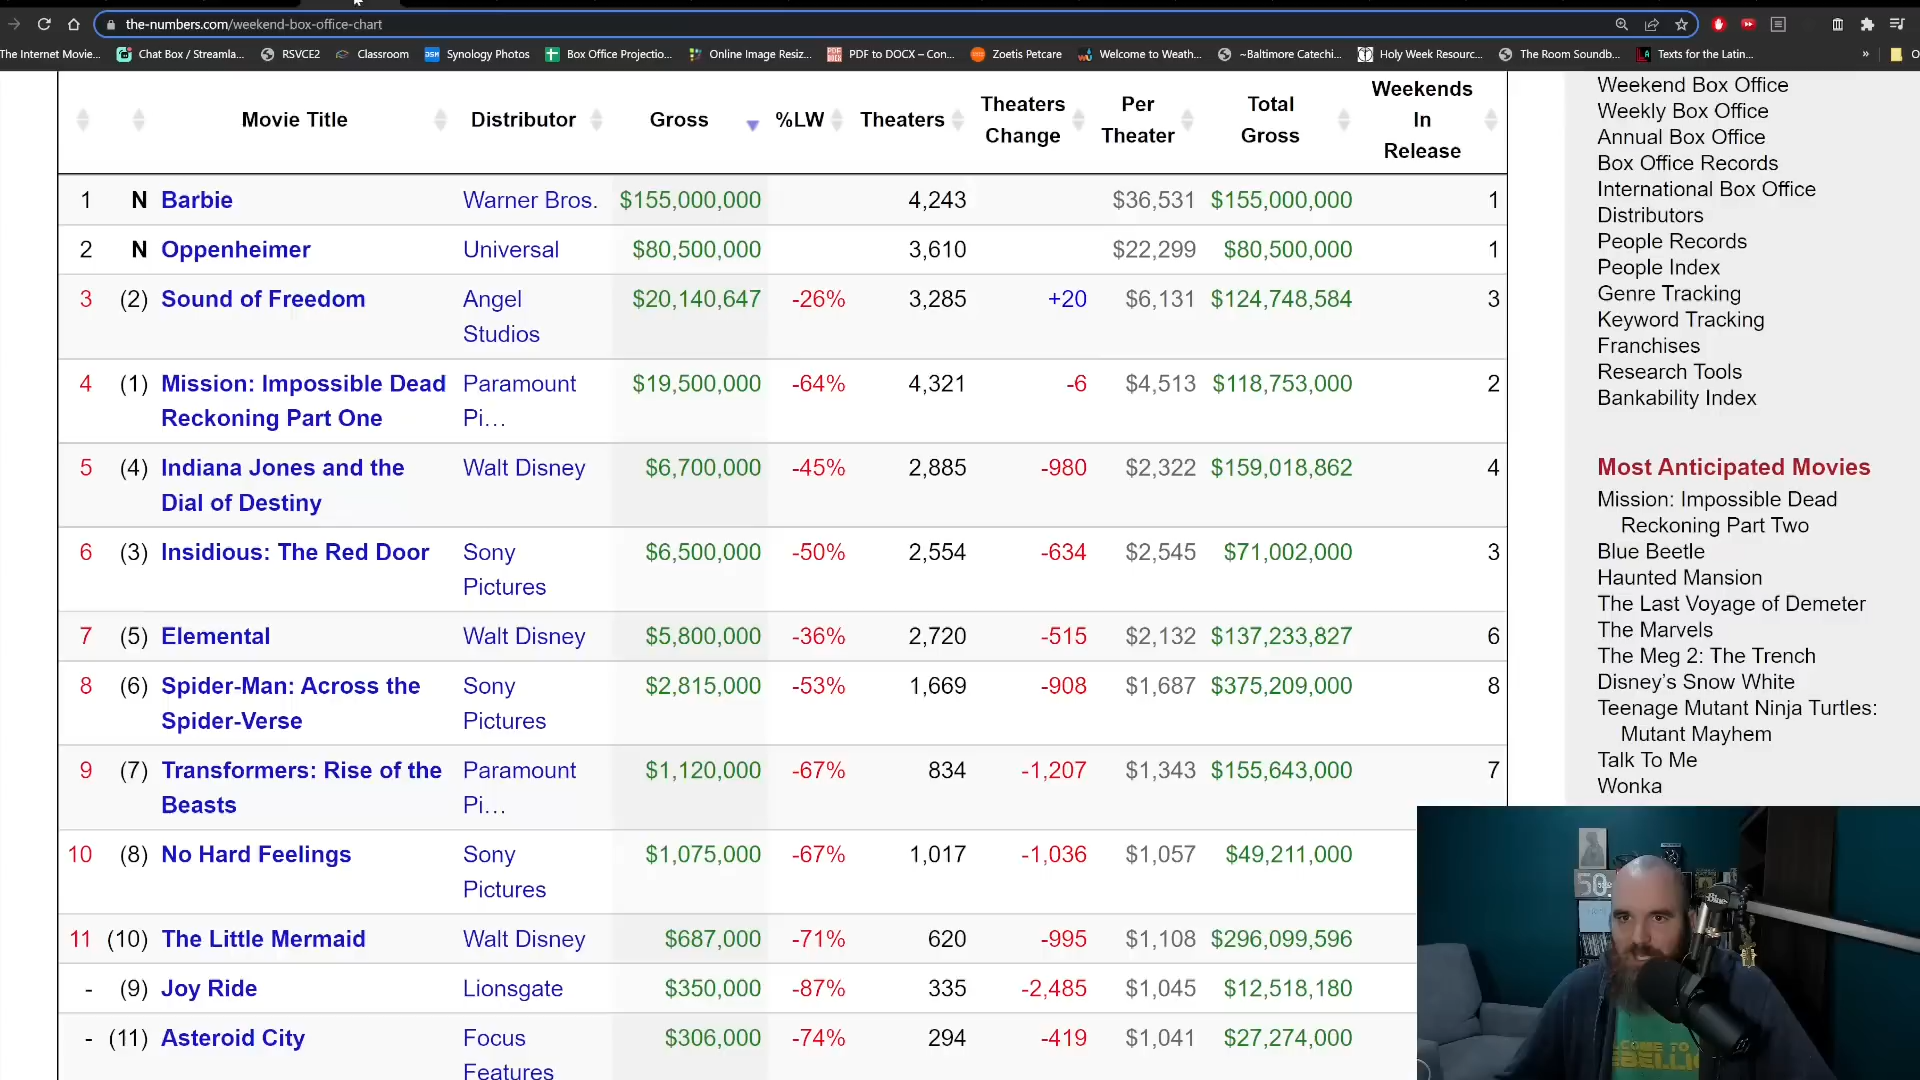 the-numbers.com/weekend-box-office-chart
The Internet Movie... Chat Box / Streamla... RSVCE2 Classroom Synology Photos Box Office Projectio... Online Image Resiz... PDF to DOCX – Con... Zoetis Petcare Welcome to Weath... ~Baltimore Catechi... Holy Week Resourc... The Room Soundb... Texts for the Latin... »
Movie Title Distributor Gross %LW Theaters Theaters Change Per Theater Total Gross Weekends In Release
1 N Barbie Warner Bros. $155,000,000 4,243 $36,531 $155,000,000 1
2 N Oppenheimer Universal $80,500,000 3,610 $22,299 $80,500,000 1
3 (2) Sound of Freedom Angel Studios $20,140,647 -26% 3,285 +20 $6,131 $124,748,584 3
4 (1) Mission: Impossible Dead Reckoning Part One Paramount Pi… $19,500,000 -64% 4,321 -6 $4,513 $118,753,000 2
5 (4) Indiana Jones and the Dial of Destiny Walt Disney $6,700,000 -45% 2,885 -980 $2,322 $159,018,862 4
6 (3) Insidious: The Red Door Sony Pictures $6,500,000 -50% 2,554 -634 $2,545 $71,002,000 3
7 (5) Elemental Walt Disney $5,800,000 -36% 2,720 -515 $2,132 $137,233,827 6
8 (6) Spider-Man: Across the Spider-Verse Sony Pictures $2,815,000 -53% 1,669 -908 $1,687 $375,209,000 8
9 (7) Transformers: Rise of the Beasts Paramount Pi… $1,120,000 -67% 834 -1,207 $1,343 $155,643,000 7
10 (8) No Hard Feelings Sony Pictures $1,075,000 -67% 1,017 -1,036 $1,057 $49,211,000
11 (10) The Little Mermaid Walt Disney $687,000 -71% 620 -995 $1,108 $296,099,596
- (9) Joy Ride Lionsgate $350,000 -87% 335 -2,485 $1,045 $12,518,180
- (11) Asteroid City Focus Features $306,000 -74% 294 -419 $1,041 $27,274,000
Weekend Box Office
Weekly Box Office
Annual Box Office
Box Office Records
International Box Office
Distributors
People Records
People Index
Genre Tracking
Keyword Tracking
Franchises
Research Tools
Bankability Index
Most Anticipated Movies
Mission: Impossible Dead
Reckoning Part Two
Blue Beetle
Haunted Mansion
The Last Voyage of Demeter
The Marvels
The Meg 2: The Trench
Disney’s Snow White
Teenage Mutant Ninja Turtles:
Mutant Mayhem
Talk To Me
Wonka
Blue